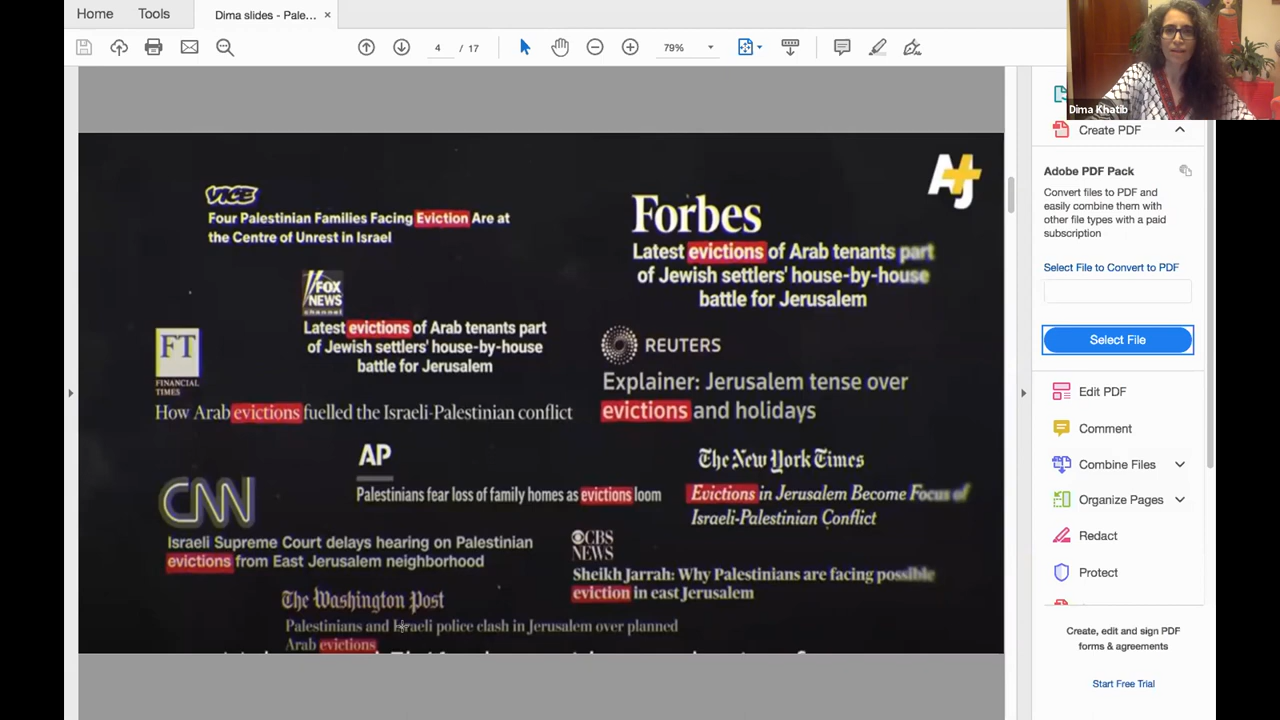 Home
Tools
Dima slides - Pale...
4 / 17
79%
Dima Khatib
Create PDF
Adobe PDF Pack
Convert files to PDF and
easily combine them with
other file types with a paid
subscription
Select File to Convert to PDF
Select File
Edit PDF
Comment
Combine Files
Organize Pages
Redact
Protect
Create, edit and sign PDF
forms & agreements
Start Free Trial
AJ+
VICE
Four Palestinian Families Facing Eviction Are at
the Centre of Unrest in Israel
Forbes
Latest evictions of Arab tenants part
of Jewish settlers' house-by-house
battle for Jerusalem
FOX
NEWS
channel
Latest evictions of Arab tenants part
of Jewish settlers' house-by-house
battle for Jerusalem
FT
FINANCIAL
TIMES
How Arab evictions fuelled the Israeli-Palestinian conflict
REUTERS
Explainer: Jerusalem tense over
evictions and holidays
AP
Palestinians fear loss of family homes as evictions loom
The New York Times
Evictions in Jerusalem Become Focus of
Israeli-Palestinian Conflict
CNN
Israeli Supreme Court delays hearing on Palestinian
evictions from East Jerusalem neighborhood
CBS
NEWS
Sheikh Jarrah: Why Palestinians are facing possible
eviction in east Jerusalem
The Washington Post
Palestinians and Israeli police clash in Jerusalem over planned
Arab evictions